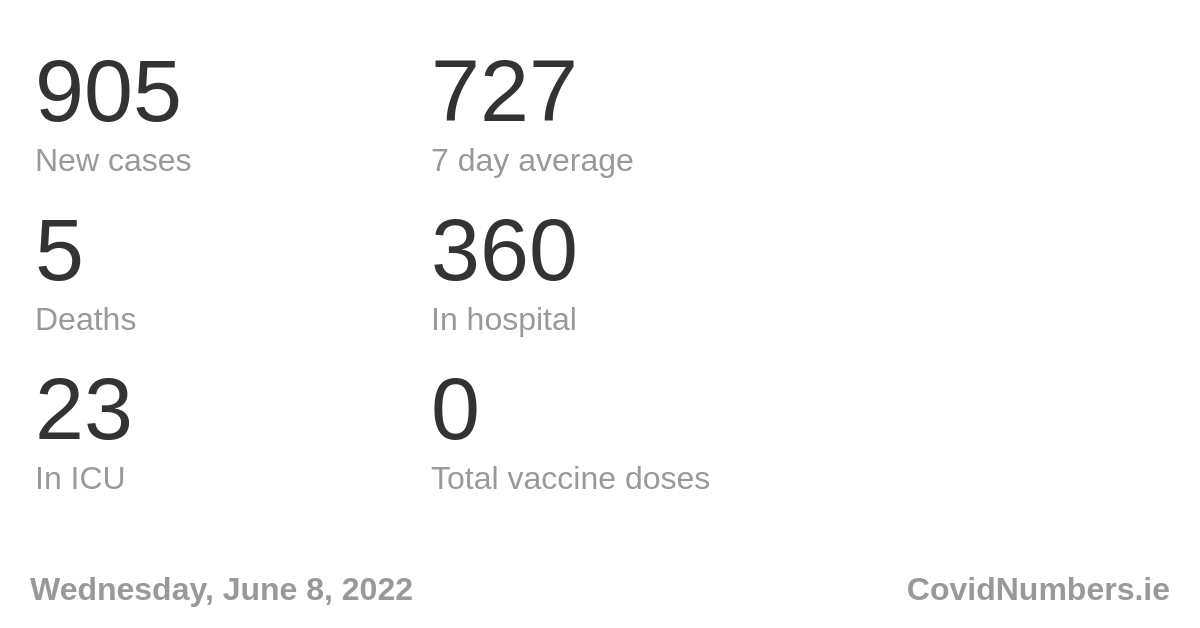 905 727
New cases 7 day average
5 360
Deaths In hospital
23 0
In ICU Total vaccine doses
Wednesday, June 8, 2022 CovidNumbers.ie